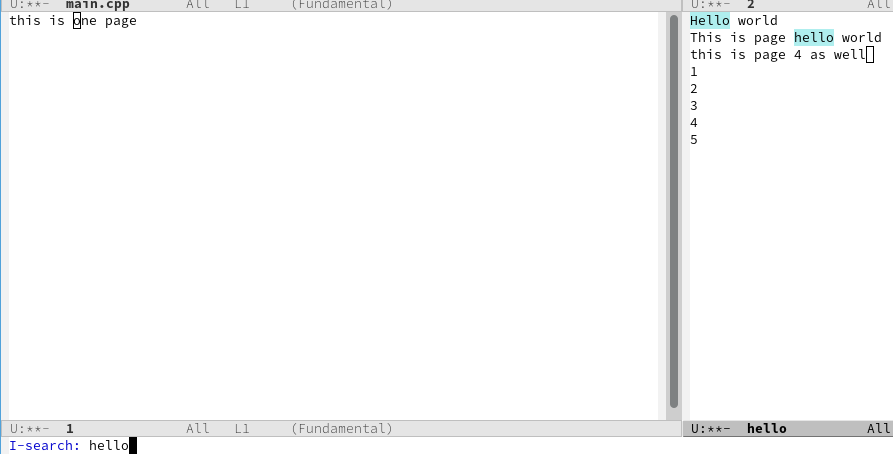 U:**-  main.cpp       All   L1     (Fundamental)
this is one page
U:**-  1              All   L1     (Fundamental)
I-search: hello
U:**-  2              All
Hello world
This is page hello world
this is page 4 as well
1
2
3
4
5
U:**-  hello          All